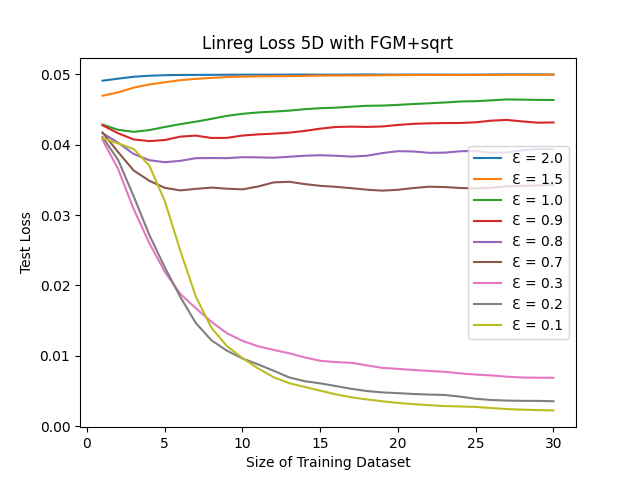 Linreg Loss 5D with FGM+sqrt
Test Loss
0.05
0.04
0.03
0.02
0.01
0.00
0
5
10
15
20
25
30
Size of Training Dataset
Ɛ = 2.0
Ɛ = 1.5
Ɛ = 1.0
Ɛ = 0.9
Ɛ = 0.8
Ɛ = 0.7
Ɛ = 0.3
Ɛ = 0.2
Ɛ = 0.1